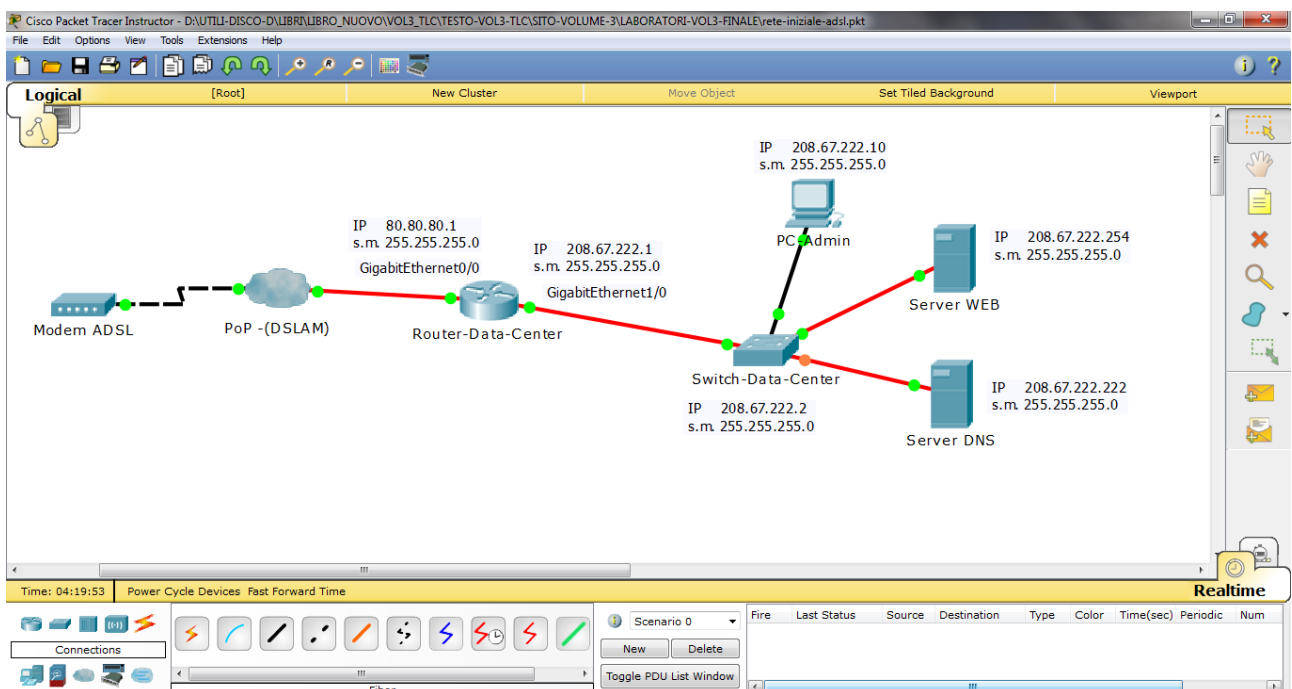 Cisco Packet Tracer Instructor - D:\UTILI-DISCO-D\LIBRI\LIBRO_NUOVO\VOL3_TLC\TESTO-VOL3-TLC\SITO-VOLUME-3\LABORATORI-VOL3-FINALE\rete-iniziale-adsl.pkt
File Edit Options View Tools Extensions Help
Logical [Root] New Cluster Move Object Set Tiled Background Viewport
IP 208.67.222.10
s.m. 255.255.255.0
PC-Admin
IP 80.80.80.1
s.m. 255.255.255.0
GigabitEthernet0/0
IP 208.67.222.1
s.m. 255.255.255.0
GigabitEthernet1/0
IP 208.67.222.254
s.m. 255.255.255.0
Server WEB
Modem ADSL
PoP -(DSLAM)
Router-Data-Center
Switch-Data-Center
IP 208.67.222.2
s.m. 255.255.255.0
IP 208.67.222.222
s.m. 255.255.255.0
Server DNS
Time: 04:19:53 Power Cycle Devices Fast Forward Time Realtime
Connections
Scenario 0
New Delete
Toggle PDU List Window
Fire Last Status Source Destination Type Color Time(sec) Periodic Num
Fiber